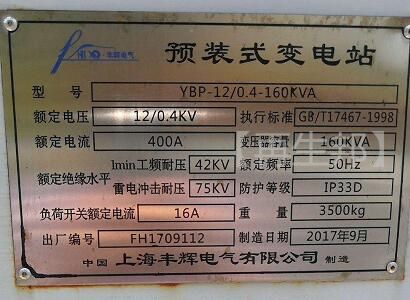 HIYO·丰辉电气
预装式变电站
型号 YBP-12/0.4-160KVA
额定电压 12/0.4KV 执行标准 GB/T17467-1998
额定电流 400A 变压器容量 160KVA
额定绝缘水平 1min工频耐压 42KV 额定频率 50Hz
雷电冲击耐压 75KV 防护等级 IP33D
负荷开关额定电流 16A 重量 3500kg
出厂编号 FH1709112 制造日期 2017年9月
中国 上海丰辉电气有限公司 制造